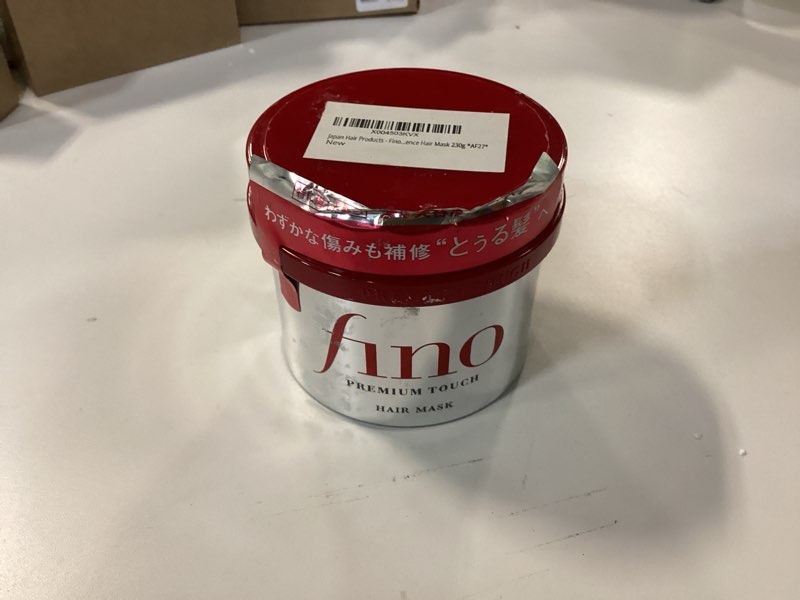 X004503KVX
Japan Hair Products - Fino...ence Hair Mask 230g *AF27*
New
わずかな傷みも補修“とぅる髪”へ
fino
PREMIUM TOUCH
HAIR MASK